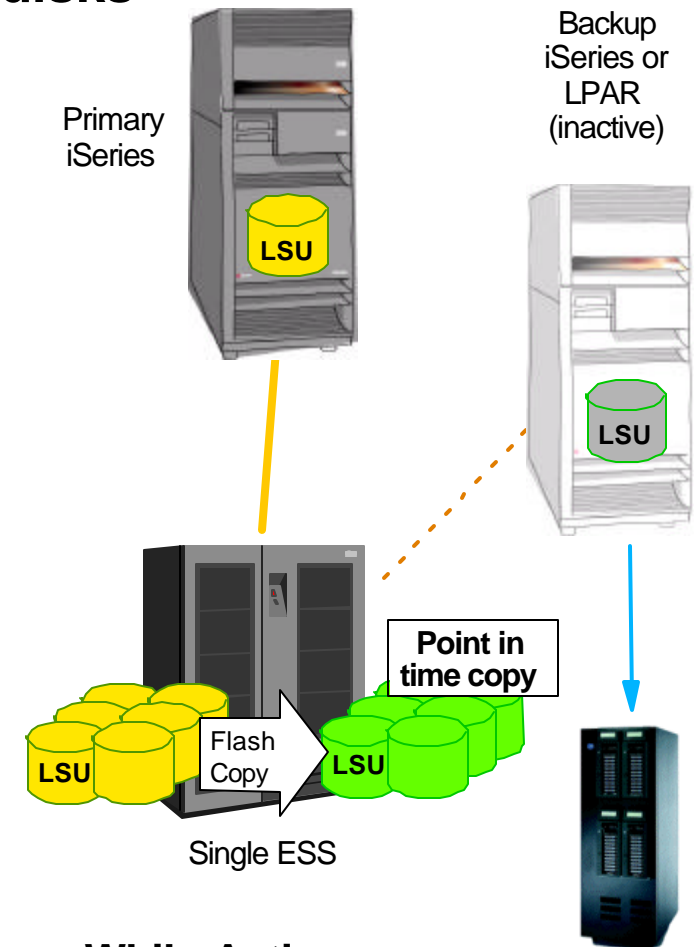 Backup
iSeries or
LPAR
(inactive)
Primary
iSeries
LSU
LSU
Point in
time copy
Flash
Copy
LSU
LSU
Single ESS